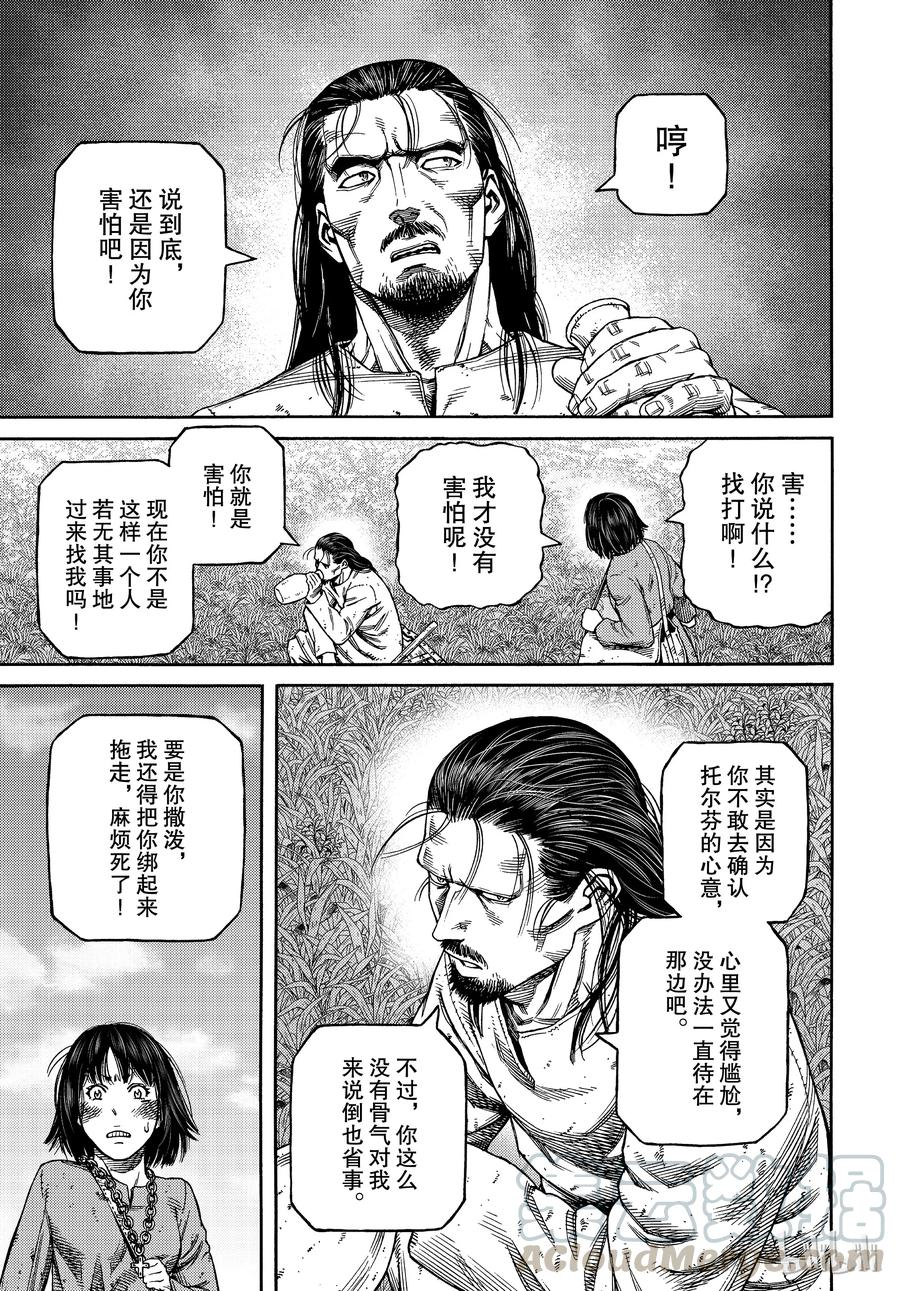 哼！
说到底，
还是因为你
害怕吧！
害……
你说什么!?
找打啊！
我才没有
害怕呢！
你就是
害怕！
现在你不是
这样一个人
若无其事地
过来找我吗！
其实是因为
你不敢去确认
托尔芬的心意，
心里又觉得尴尬，
没办法一直待在
那边吧。
不过，你这么
没有骨气对我
来说倒也省事。
要是你撒泼，
我还得把你绑起来
拖走，麻烦死了！
ACloudMerge.com